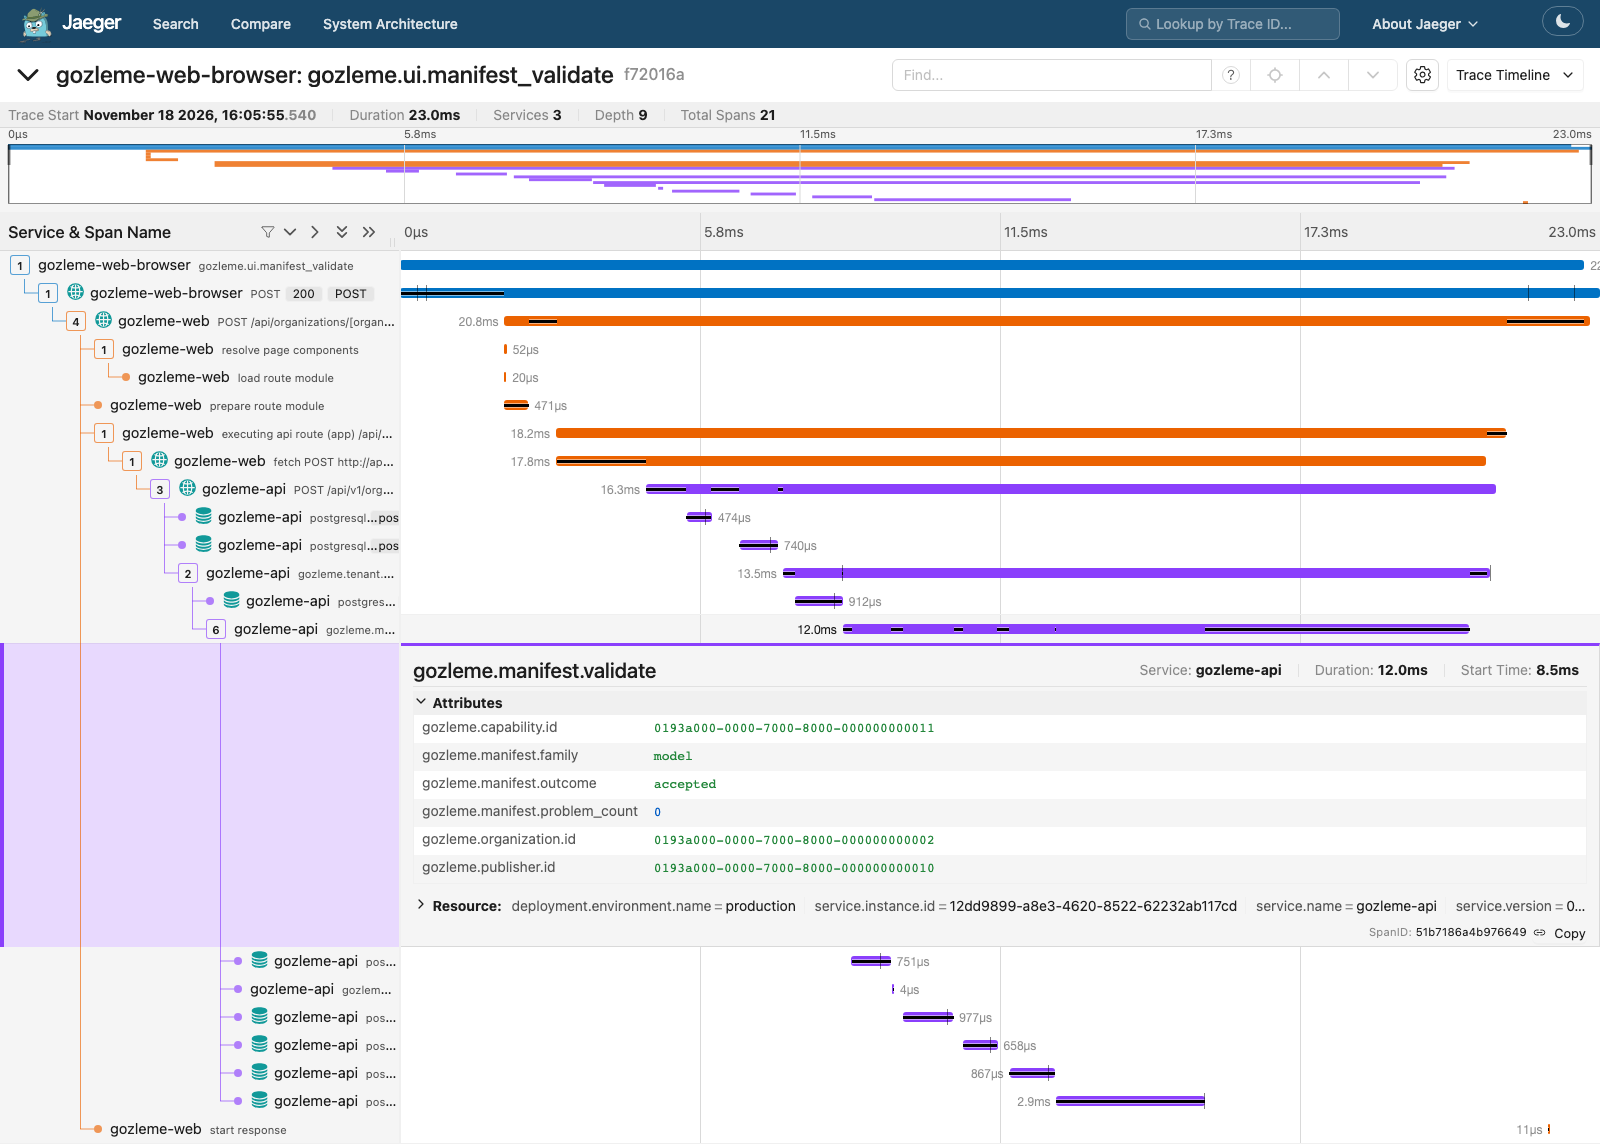 Jaeger Search Compare System Architecture Lookup by Trace ID... About Jaeger
gozleme-web-browser: gozleme.ui.manifest_validate f72016a Find... ? Trace Timeline
Trace Start November 18 2026, 16:05:55.540 Duration 23.0ms Services 3 Depth 9 Total Spans 21
0μs 5.8ms 11.5ms 17.3ms 23.0ms
Service & Span Name 0μs 5.8ms 11.5ms 17.3ms 23.0ms
1 gozleme-web-browser gozleme.ui.manifest_validate
1 gozleme-web-browser POST 200 POST
4 gozleme-web POST /api/organizations/[organ... 20.8ms
1 gozleme-web resolve page components 52μs
gozleme-web load route module 20μs
gozleme-web prepare route module 471μs
1 gozleme-web executing api route (app) /api/... 18.2ms
1 gozleme-web fetch POST http://ap... 17.8ms
3 gozleme-api POST /api/v1/org... 16.3ms
gozleme-api postgresql... pos 474μs
gozleme-api postgresql... pos 740μs
2 gozleme-api gozleme.tenant.... 13.5ms
gozleme-api postgres... 912μs
6 gozleme-api gozleme.m... 12.0ms
gozleme.manifest.validate Service: gozleme-api Duration: 12.0ms Start Time: 8.5ms
Attributes
gozleme.capability.id 0193a000-0000-7000-8000-000000000011
gozleme.manifest.family model
gozleme.manifest.outcome accepted
gozleme.manifest.problem_count 0
gozleme.organization.id 0193a000-0000-7000-8000-000000000002
gozleme.publisher.id 0193a000-0000-7000-8000-000000000010
Resource: deployment.environment.name = production service.instance.id = 12dd9899-a8e3-4620-8522-62232ab117cd service.name = gozleme-api service.version = 0...
SpanID: 51b7186a4b976649 Copy
gozleme-api pos... 751μs
gozleme-api gozlem... 4μs
gozleme-api pos... 977μs
gozleme-api pos... 658μs
gozleme-api pos... 867μs
gozleme-api pos... 2.9ms
gozleme-web start response 11μs